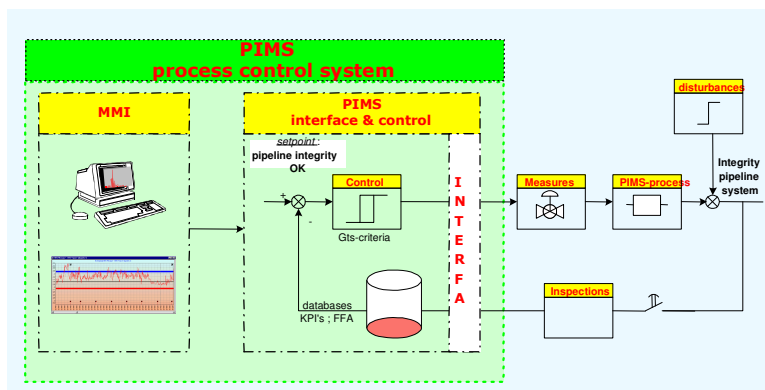 PIMS
process control system
MMI
PIMS
interface & control
setpoint :
pipeline integrity
OK
+
-
Control
Gts-criteria
databases
KPI's ; FFA
I
N
T
E
R
F
A
Measures
PIMS-process
disturbances
Integrity
pipeline
system
Inspections